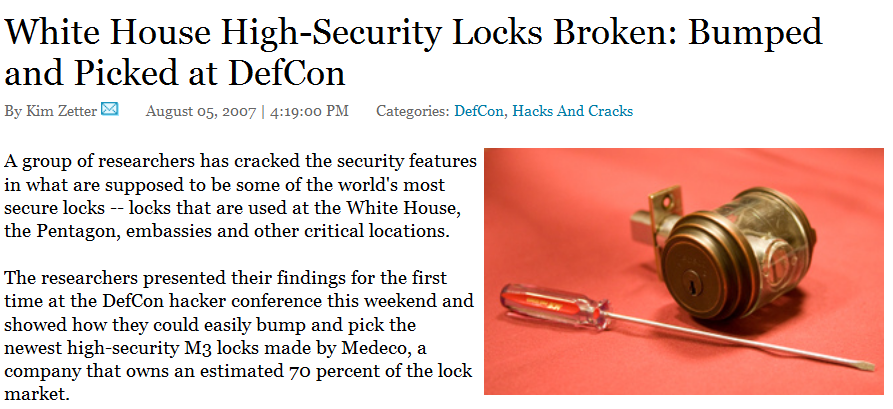 White House High-Security Locks Broken: Bumped
and Picked at DefCon
By Kim Zetter August 05, 2007 | 4:19:00 PM Categories: DefCon, Hacks And Cracks
A group of researchers has cracked the security features
in what are supposed to be some of the world's most
secure locks -- locks that are used at the White House,
the Pentagon, embassies and other critical locations.
The researchers presented their findings for the first
time at the DefCon hacker conference this weekend and
showed how they could easily bump and pick the
newest high-security M3 locks made by Medeco, a
company that owns an estimated 70 percent of the lock
market.